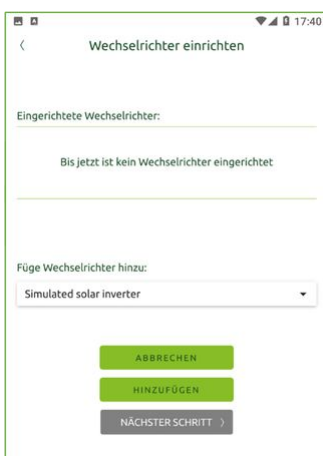 17:40
Wechselrichter einrichten
Eingerichtete Wechselrichter:
Bis jetzt ist kein Wechselrichter eingerichtet
Füge Wechselrichter hinzu:
Simulated solar inverter
ABBRECHEN
HINZUFÜGEN
NÄCHSTER SCHRITT